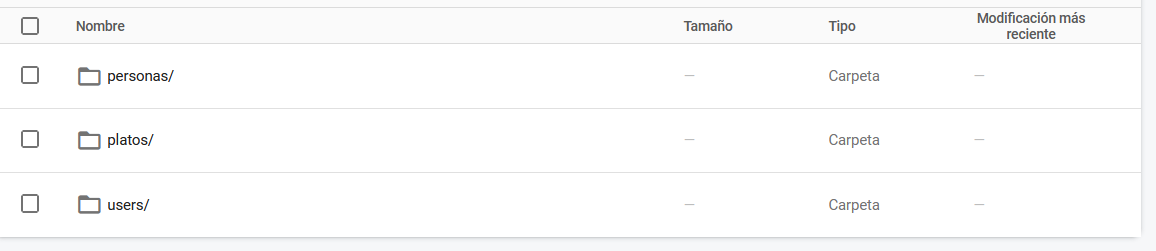 Nombre Tamaño Tipo Modificación más reciente
personas/ — Carpeta —
platos/ — Carpeta —
users/ — Carpeta —